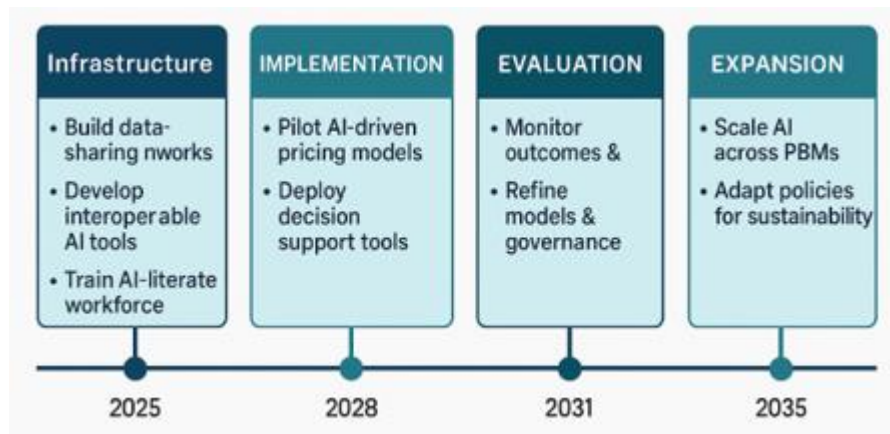 Infrastructure
• Build data-
sharing nworks
• Develop
interoperable
AI tools
• Train AI-literate
workforce
IMPLEMENTATION
• Pilot AI-driven
pricing models
• Deploy
decision
support tools
EVALUATION
• Monitor
outcomes &
• Refine
models &
governance
EXPANSION
• Scale AI
across PBMs
• Adapt policies
for sustainability
2025
2028
2031
2035